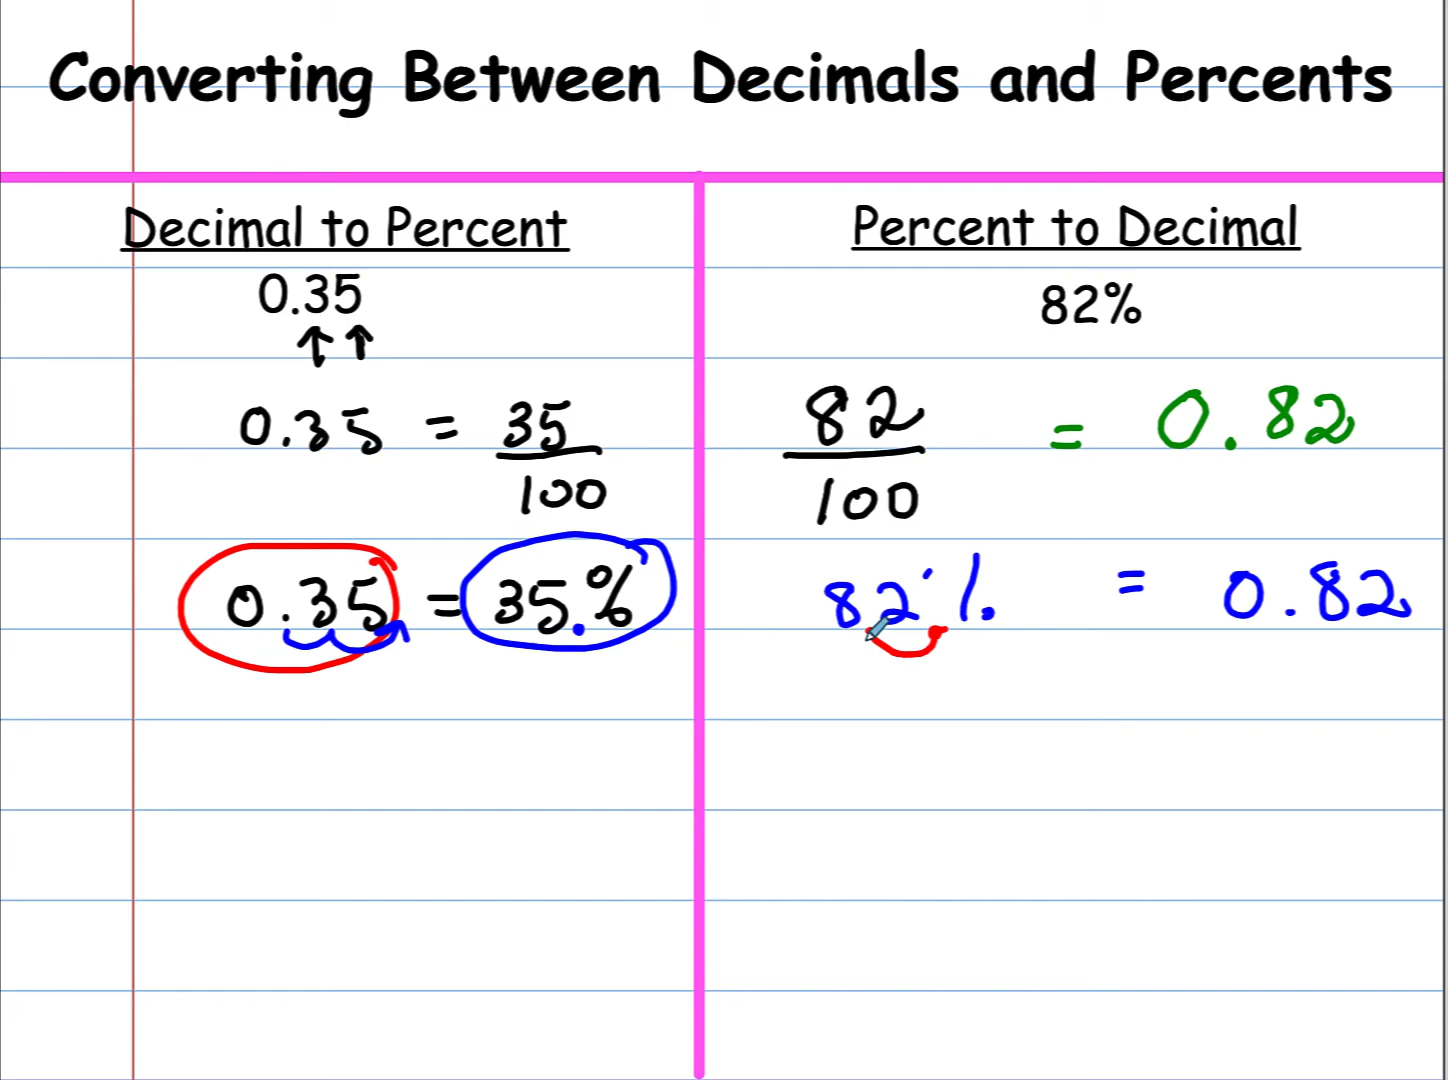 Converting Between Decimals and Percents
Decimal to Percent
0.35
0.35 = 35/100
0.35 = 35.%
Percent to Decimal
82%
82/100 = 0.82
82% = 0.82